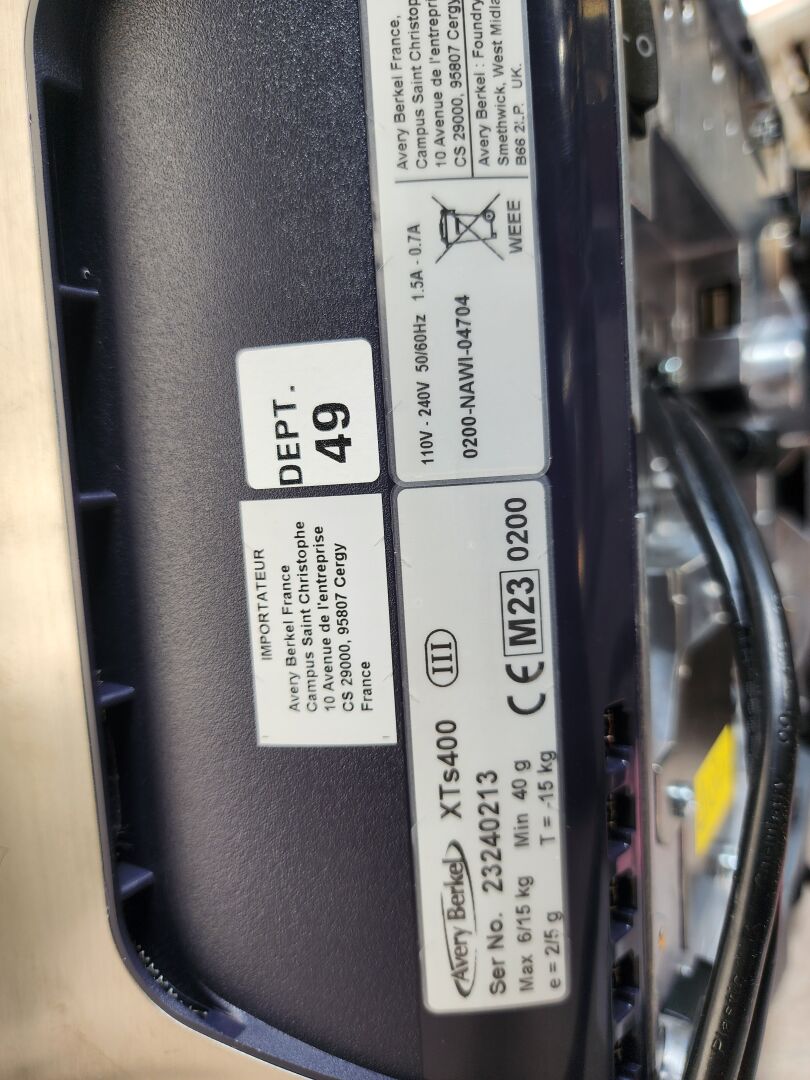 Avery Berkel XTs400 III
Ser No. 23240213
Max 6/15 kg Min 40 g
e = 2/5 g T = -15 kg
CE M23 0200
IMPORTATEUR
Avery Berkel France
Campus Saint Christophe
10 Avenue de l'entreprise
CS 29000, 95807 Cergy
France
DEPT.
49
110V - 240V 50/60Hz 1.5A - 0.7A
0200-NAWI-04704
WEEE
Avery Berkel France,
Campus Saint
10 Avenue de
CS 29000, 95807 Cergy
Avery Berkel : Foundry
Smethwick, West
B66 2LP. UK.
O